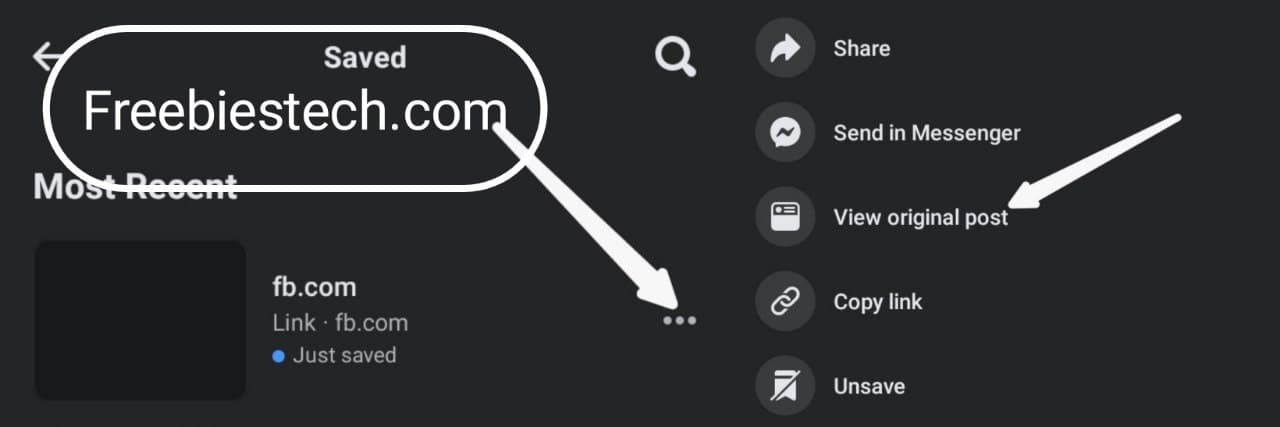 Saved
Freebiestech.com
Most Recent
fb.com
Link · fb.com
Just saved
Share
Send in Messenger
View original post
Copy link
Unsave